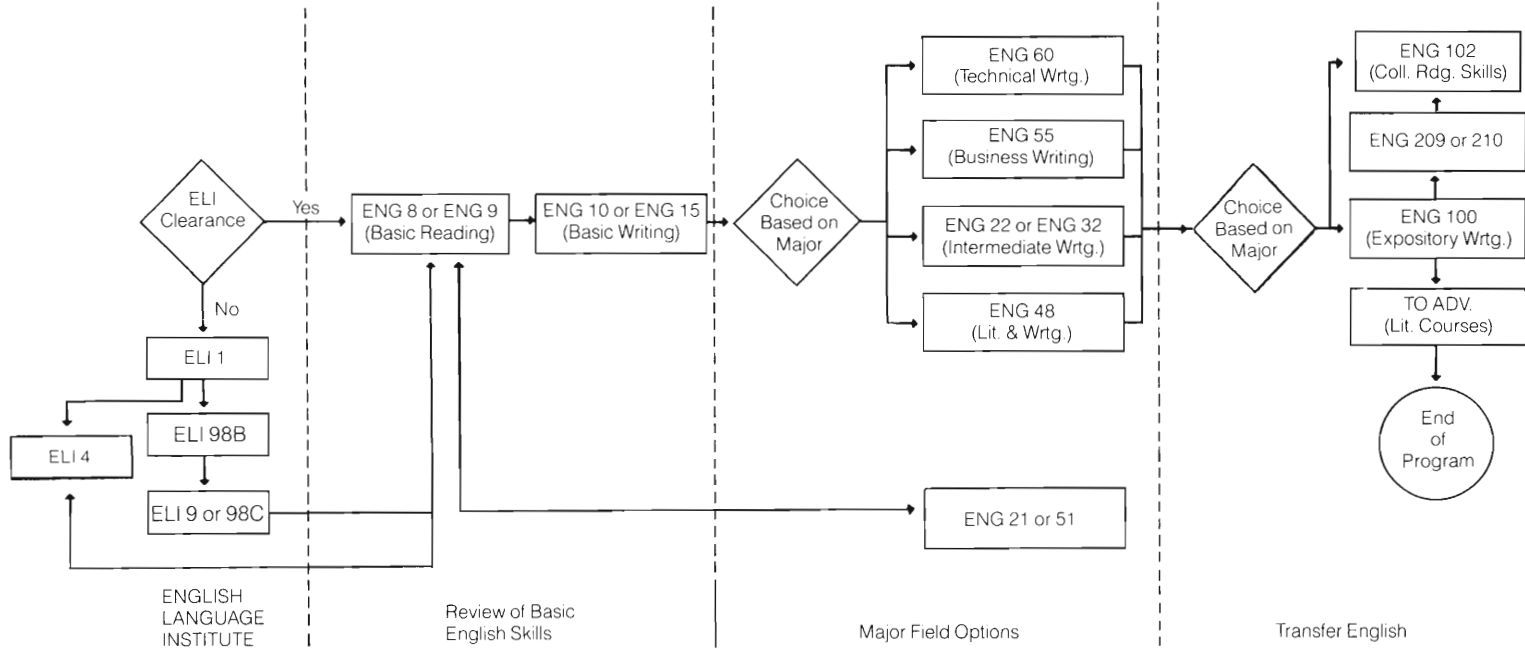 ELI
Clearance
Yes
No
ELI 1
ELI 98B
ELI 4
ELI 9 or 98C
ENGLISH
LANGUAGE
INSTITUTE
ENG 8 or ENG 9
(Basic Reading)
ENG 10 or ENG 15
(Basic Writing)
Review of Basic
English Skills
Choice
Based on
Major
ENG 60
(Technical Wrtg.)
ENG 55
(Business Writing)
ENG 22 or ENG 32
(Intermediate Wrtg.)
ENG 48
(Lit. & Wrtg.)
ENG 21 or 51
Major Field Options
Choice
Based on
Major
ENG 102
(Coll. Rdg. Skills)
ENG 209 or 210
ENG 100
(Expository Wrtg.)
TO ADV.
(Lit. Courses)
End
of
Program
Transfer English